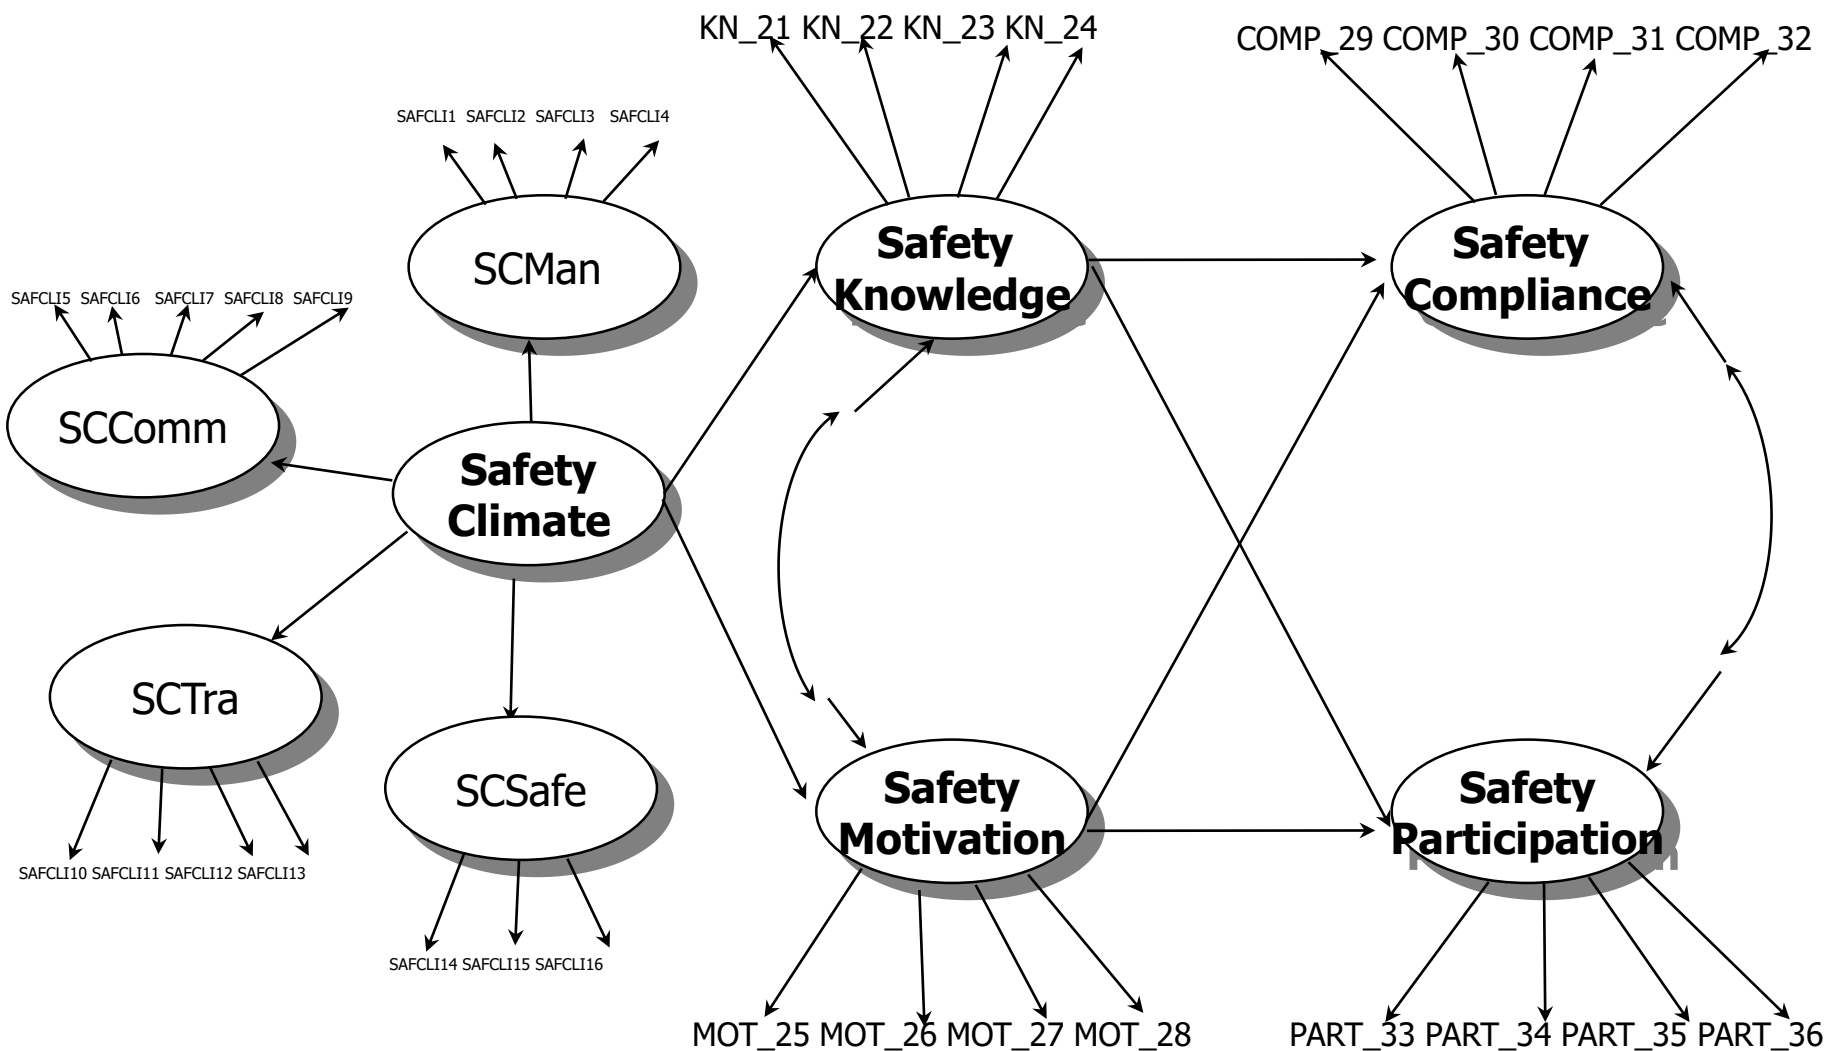 KN_21 KN_22 KN_23 KN_24
COMP_29 COMP_30 COMP_31 COMP_32
SAFCLI1 SAFCLI2 SAFCLI3 SAFCLI4
Safety
Knowledge
Safety
Compliance
SCMan
SAFCLI5 SAFCLI6 SAFCLI7 SAFCLI8 SAFCLI9
SCComm
Safety
Climate
SCTra
SCSafe
Safety
Motivation
Safety
Participation
SAFCLI10 SAFCLI11 SAFCLI12 SAFCLI13
SAFCLI14 SAFCLI15 SAFCLI16
MOT_25 MOT_26 MOT_27 MOT_28
PART_33 PART_34 PART_35 PART_36